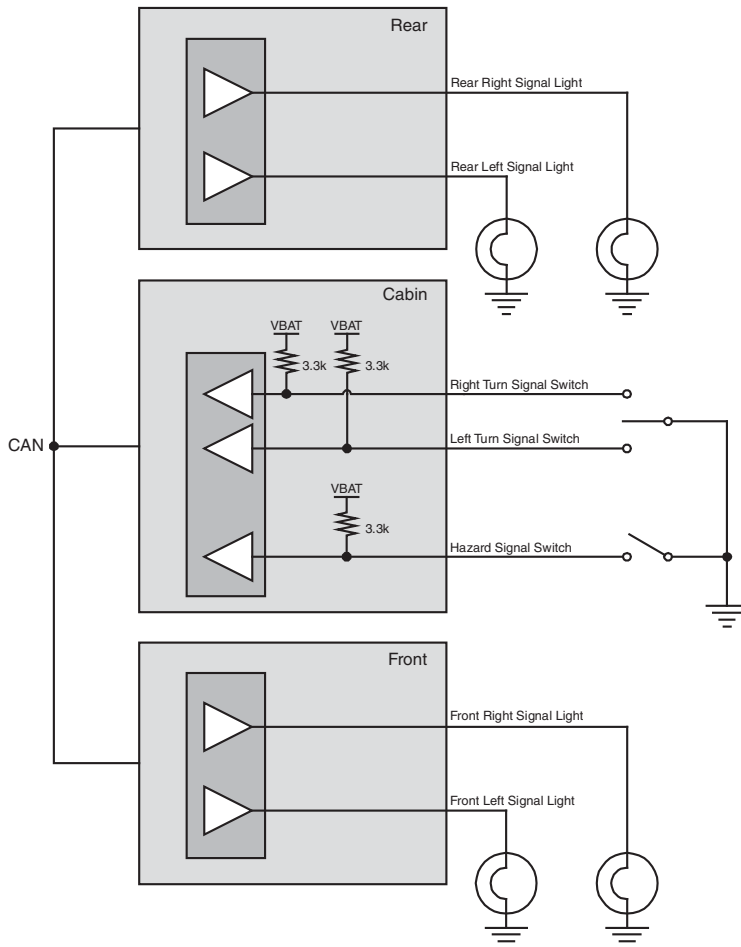 Rear
Rear Right Signal Light
Rear Left Signal Light
Cabin
VBAT VBAT
3.3k 3.3k
Right Turn Signal Switch
CAN
Left Turn Signal Switch
VBAT
3.3k
Hazard Signal Switch
Front
Front Right Signal Light
Front Left Signal Light